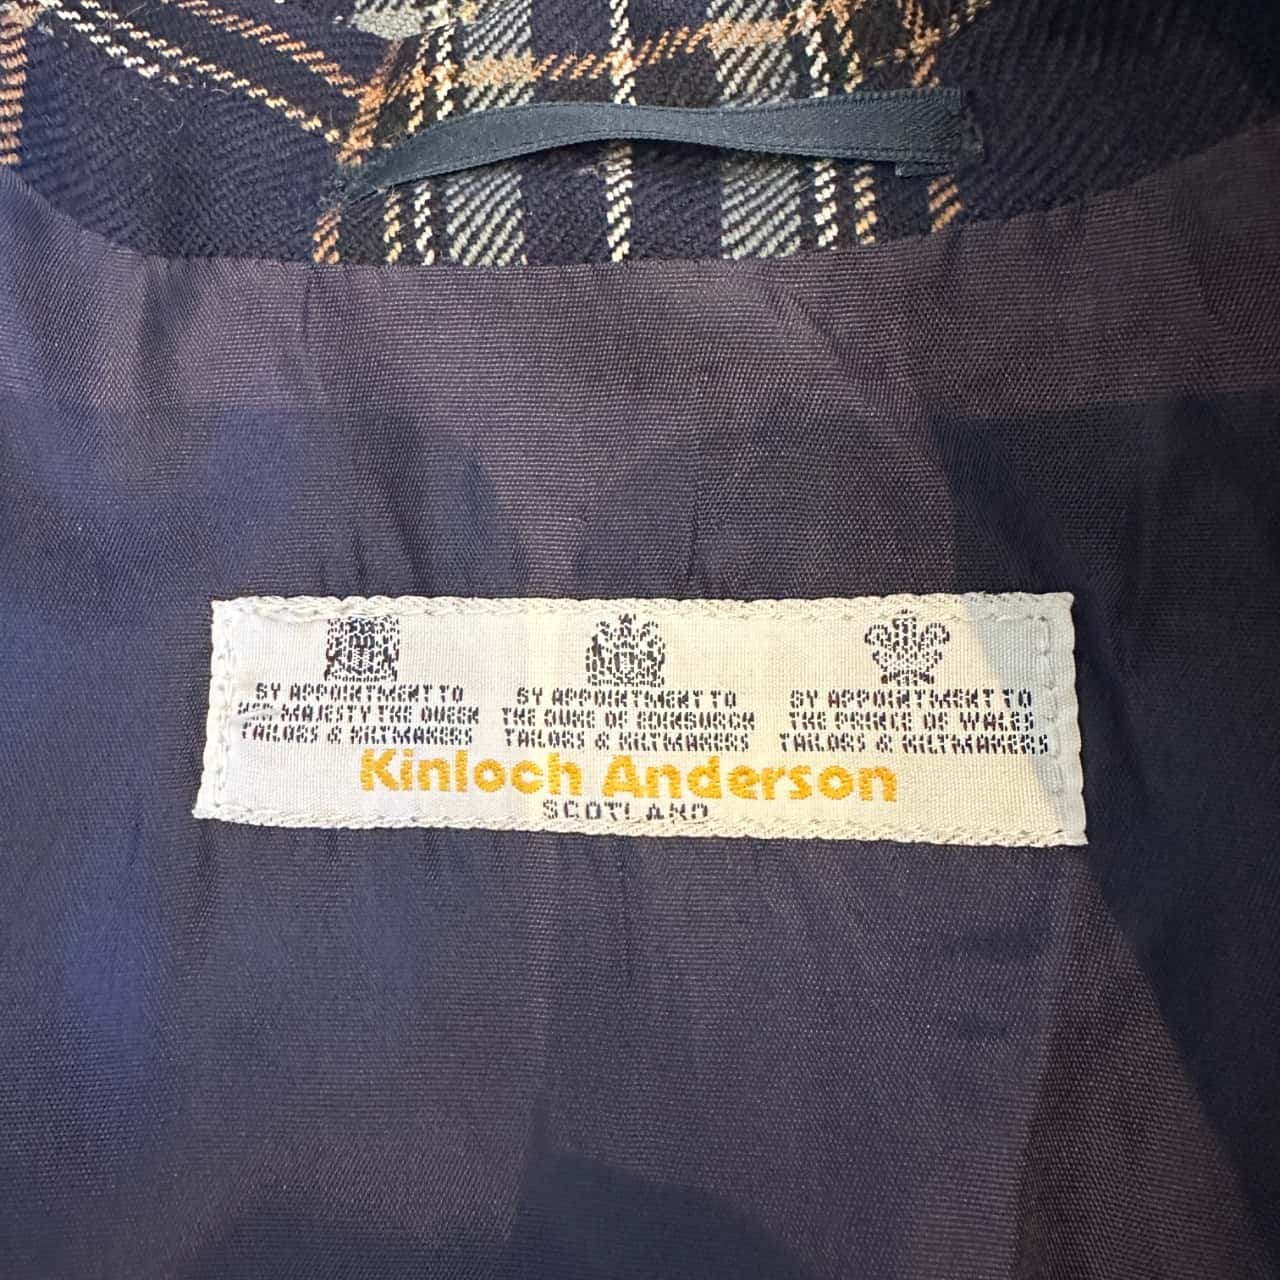 BY APPOINTMENT TO
HER MAJESTY THE QUEEN
TAILORS & KILTMAKERS
BY APPOINTMENT TO
THE DUKE OF EDINBURGH
TAILORS & KILTMAKERS
BY APPOINTMENT TO
THE PRINCE OF WALES
TAILORS & KILTMAKERS
Kinloch Anderson
SCOTLAND